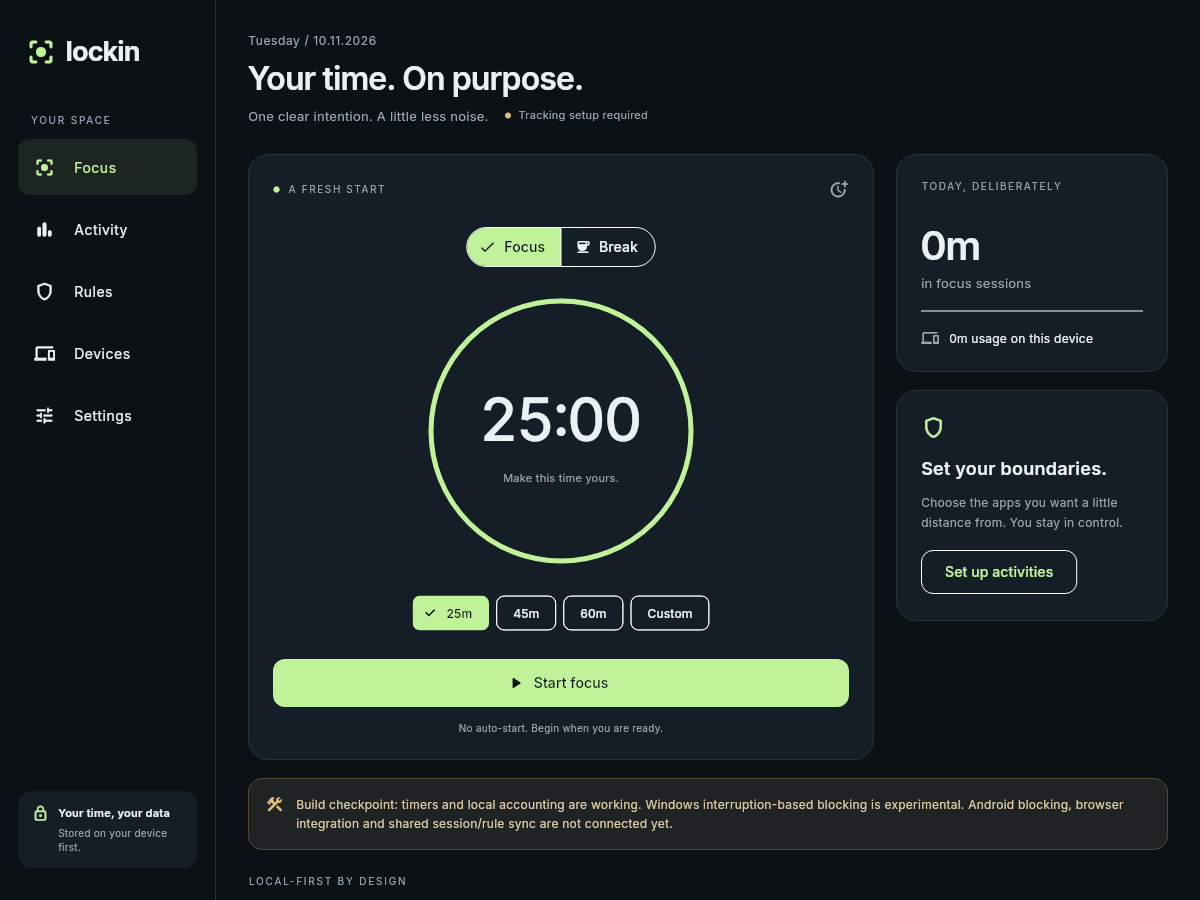 lockin
YOUR SPACE
Focus
Activity
Rules
Devices
Settings
Your time, your data
Stored on your device
first.
Tuesday / 10.11.2026
Your time. On purpose.
One clear intention. A little less noise.
Tracking setup required
A FRESH START
Focus
Break
25:00
Make this time yours.
25m
45m
60m
Custom
Start focus
No auto-start. Begin when you are ready.
TODAY, DELIBERATELY
0m
in focus sessions
0m usage on this device
Set your boundaries.
Choose the apps you want a little
distance from. You stay in control.
Set up activities
Build checkpoint: timers and local accounting are working. Windows interruption-based blocking is experimental. Android blocking, browser
integration and shared session/rule sync are not connected yet.
LOCAL-FIRST BY DESIGN